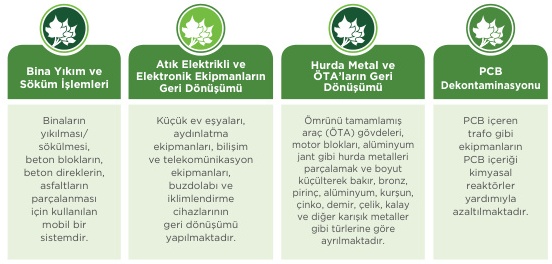 Bina Yıkım ve
Söküm İşlemleri
Binaların
yıkılması/
sökülmesi,
beton blokların,
beton direklerin,
asfaltların
parçalanması
için kullanılan
mobil bir
sistemdir.
Atık Elektrikli ve
Elektronik Ekipmanların
Geri Dönüşümü
Küçük ev eşyaları,
aydınlatma
ekipmanları, bilişim
ve telekomünikasyon
ekipmanları,
buzdolabı ve
iklimlendirme
cihazlarının
geri dönüşümü
yapılmaktadır.
Hurda Metal ve
ÖTA’ların Geri
Dönüşümü
Ömrünü tamamlamış
araç (ÖTA) gövdeleri,
motor blokları, alüminyum
jant gibi hurda metalleri
parçalamak ve boyut
küçülterek bakır, bronz,
pirinç, alüminyum, kurşun,
çinko, demir, çelik, kalay
ve diğer karışık metaller
gibi türlerine göre
ayrılmaktadır.
PCB
Dekontaminasyonu
PCB içeren
trafo gibi
ekipmanların
PCB içeriği
kimyasal
reaktörler
yardımıyla
azaltılmaktadır.